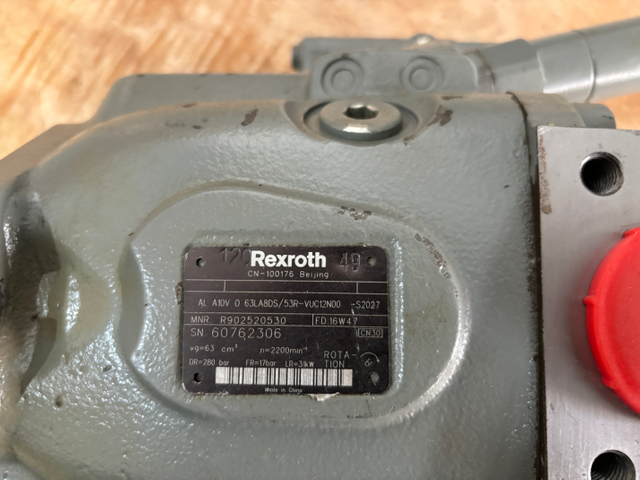 120 Rexroth 49
CN-100176 Beijing
AL A10V O 63LA8DS/53R-VUC12N00 -S2027
MNR. R902520530 FD.16W47
SN. 60762306 CN30
vg=63 cm³ n=2200min⁻¹ ROTA-
DR=280 bar FR=17bar LR=31kW TION
Made in China